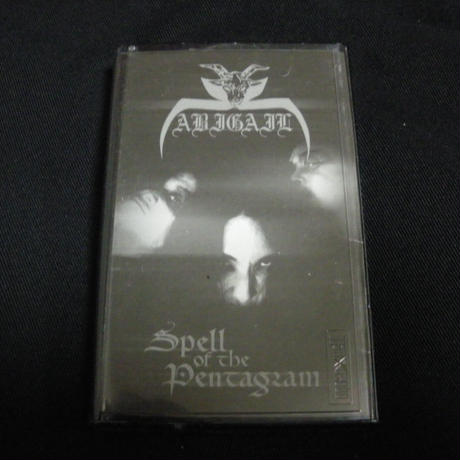 ABIGAIL
Spell
of the
Pentagram